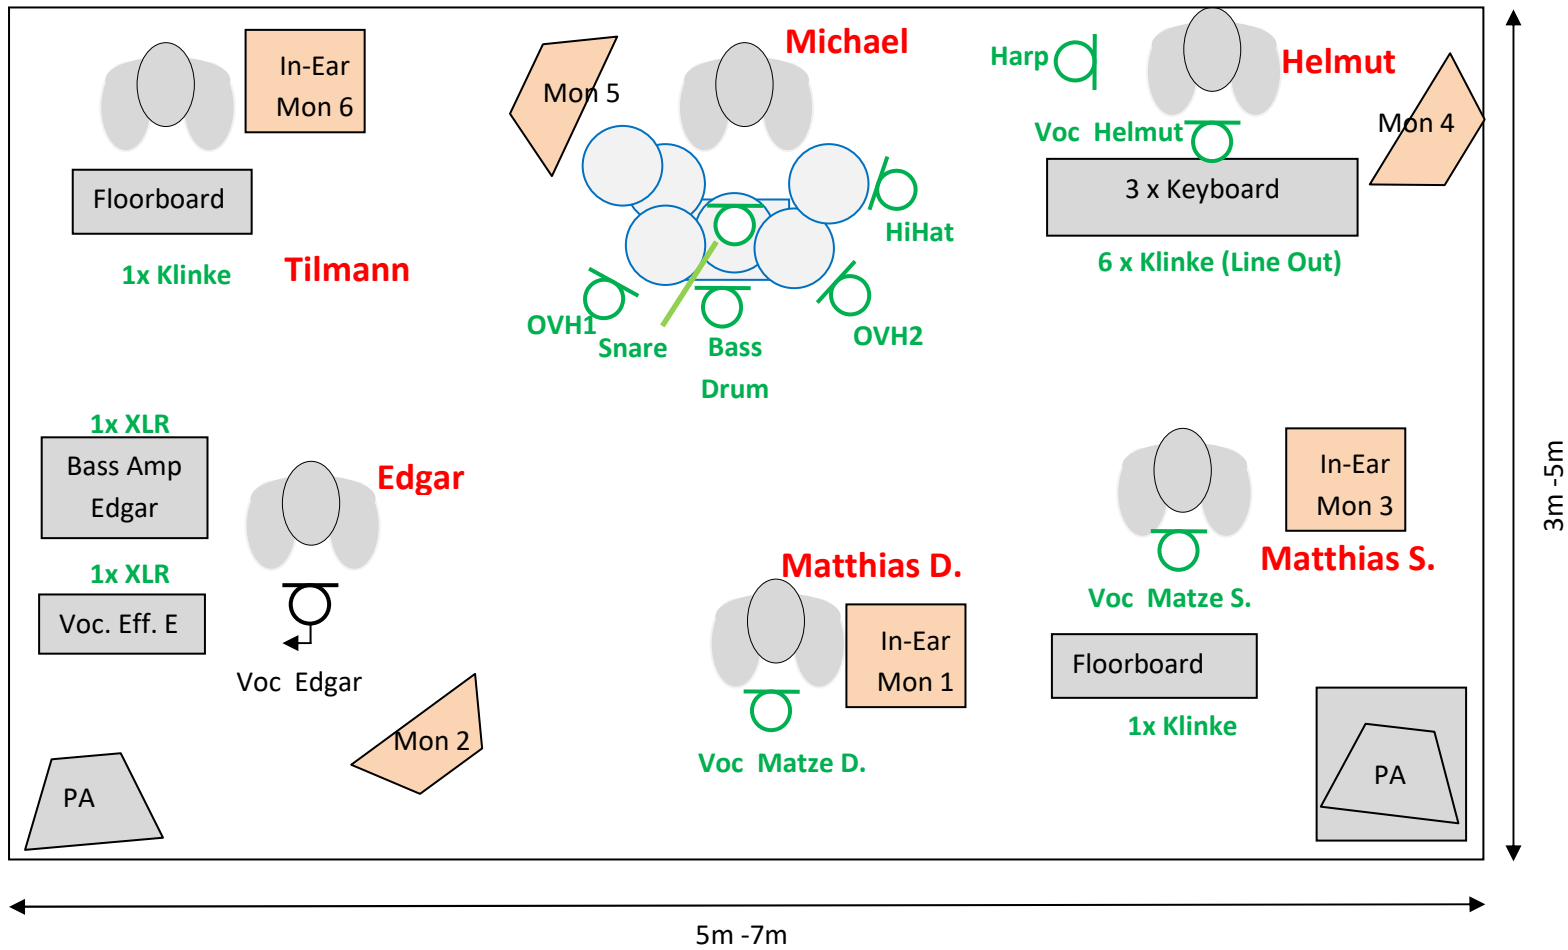 Michael
Harp
Helmut
In-Ear
Mon 6
Mon 5
Mon 4
Voc Helmut
Floorboard
3 x Keyboard
HiHat
1x Klinke
Tilmann
6 x Klinke (Line Out)
OVH1
Snare
Bass
Drum
OVH2
1x XLR
Bass Amp
Edgar
Edgar
In-Ear
Mon 3
3m -5m
1x XLR
Voc. Eff. E
Voc Edgar
Matthias D.
Matthias S.
Voc Matze S.
In-Ear
Mon 1
Floorboard
1x Klinke
Mon 2
Voc Matze D.
PA
PA
5m -7m